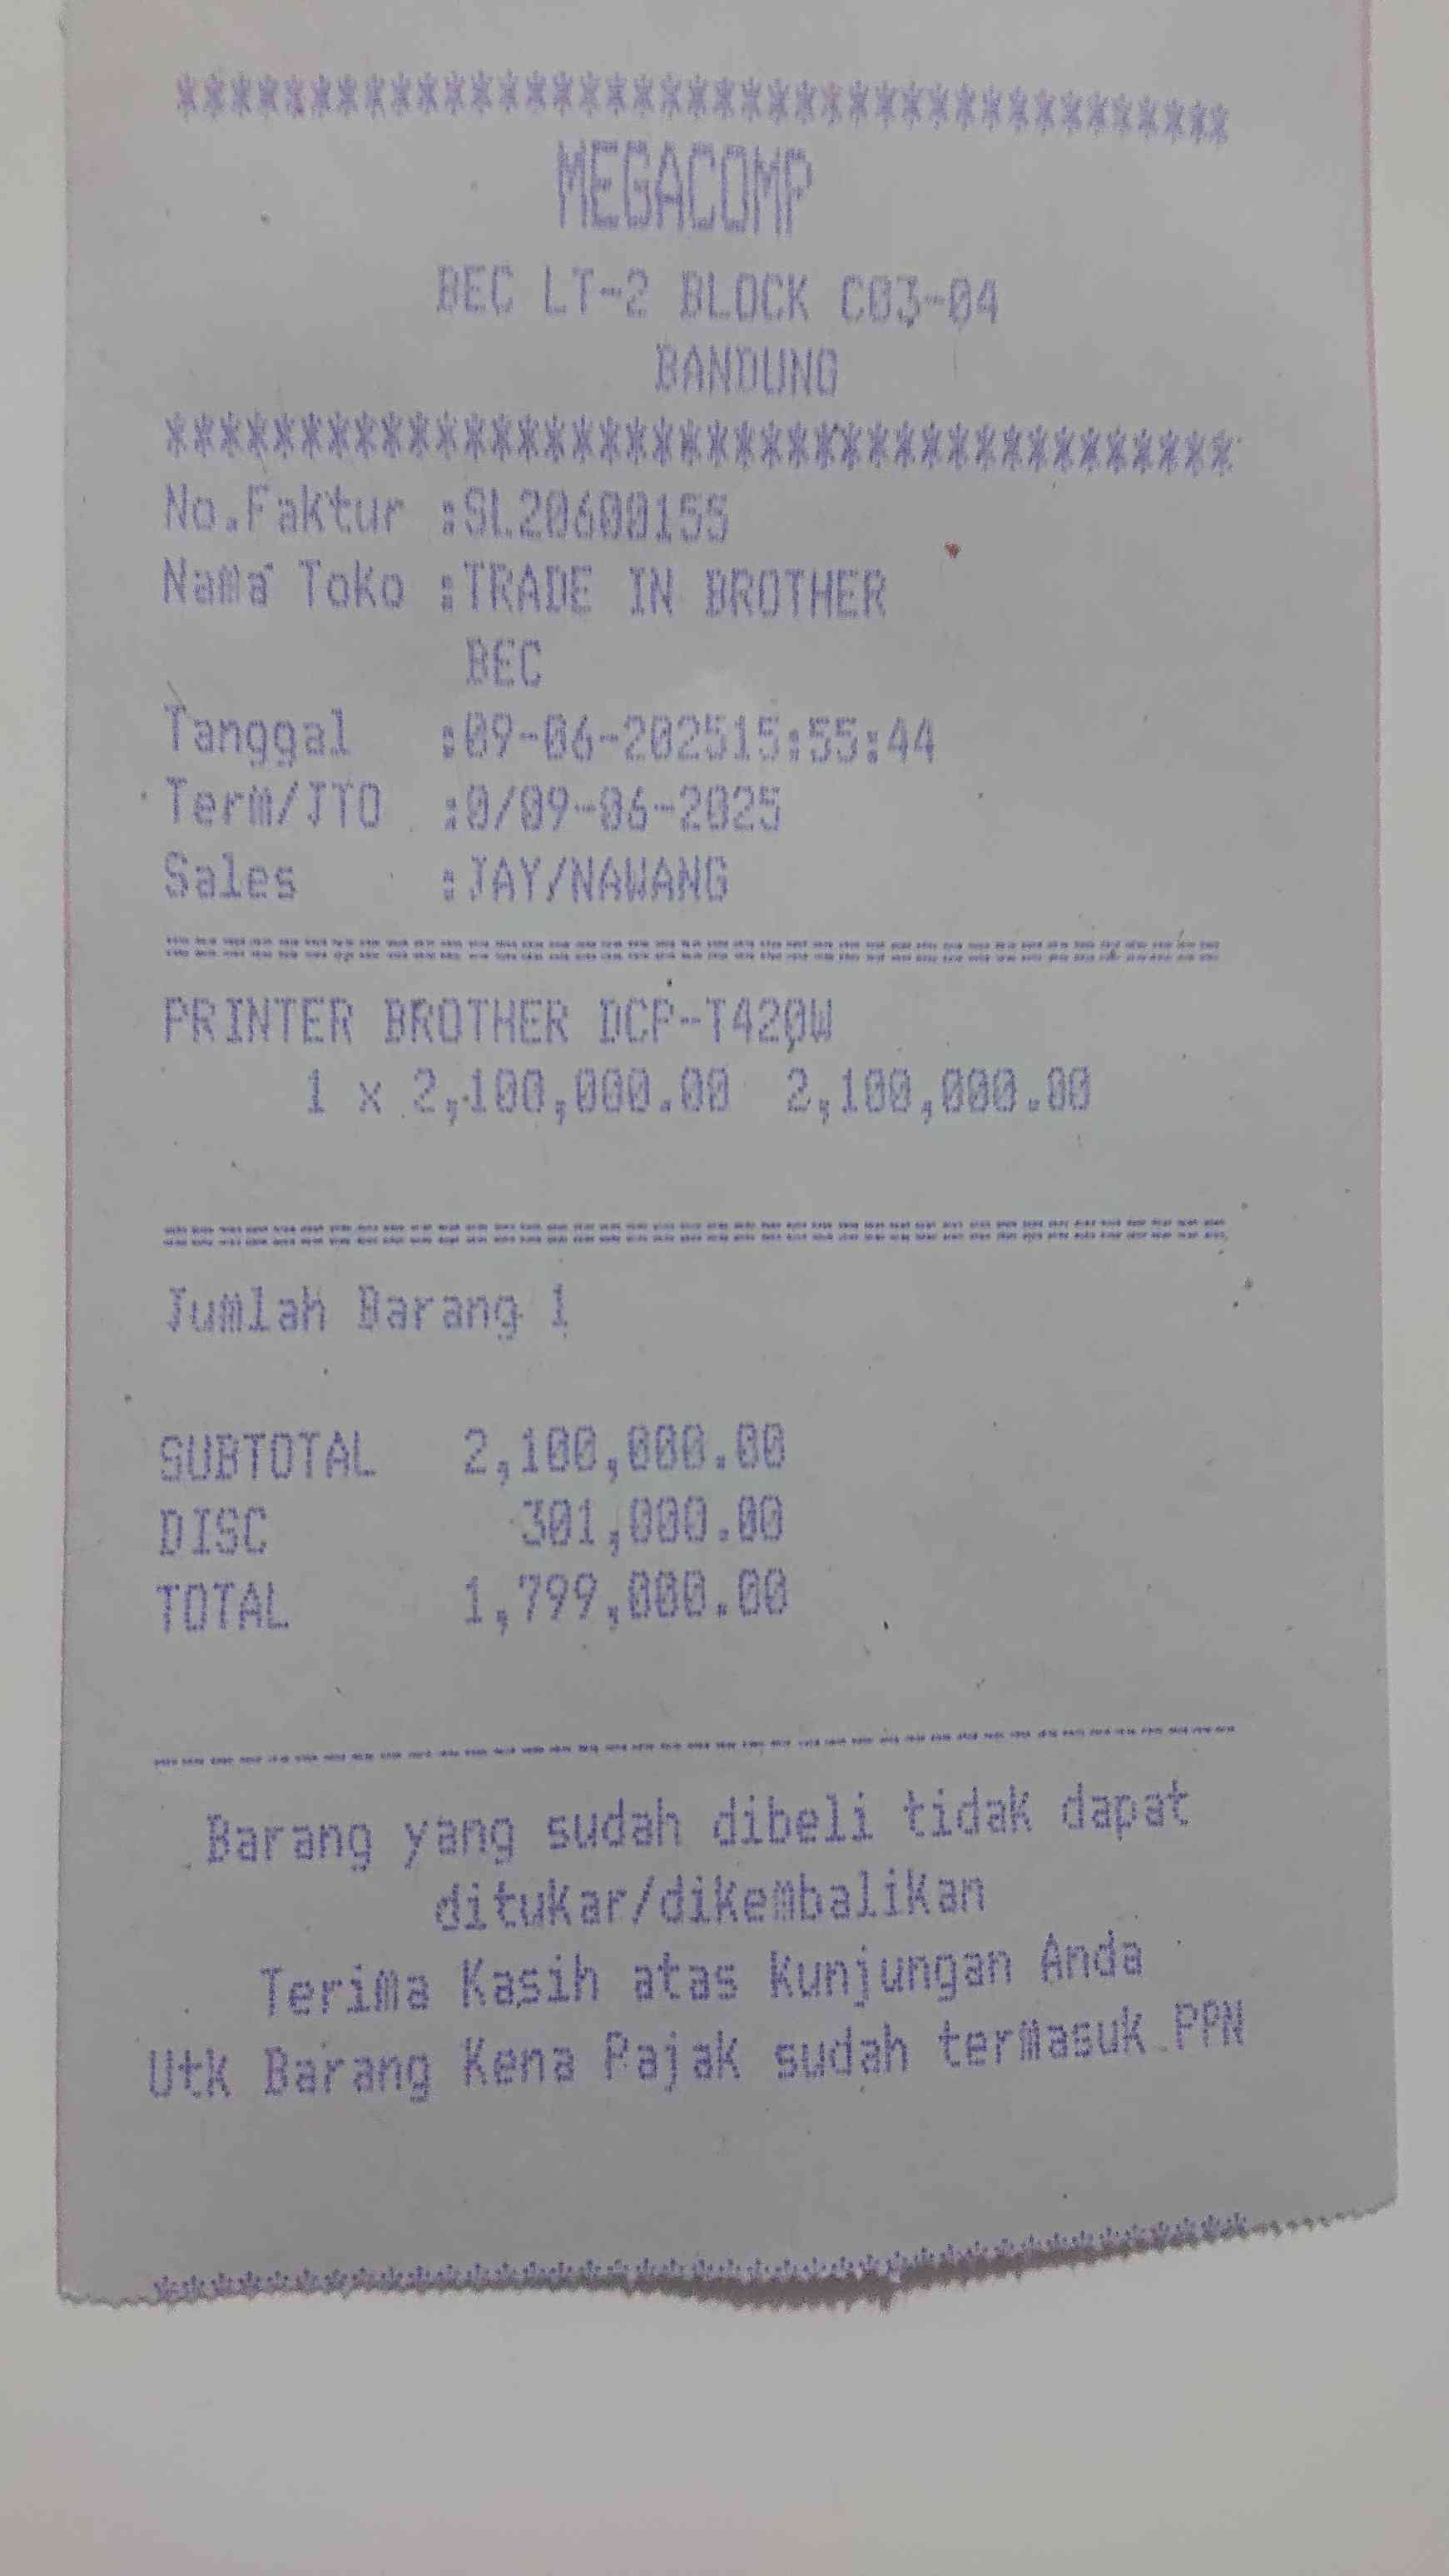 ****************************************
MEGACOMP
BEC LT-2 BLOCK C03-04
BANDUNG
****************************************
No.Faktur :SL20600155
Nama Toko :TRADE IN BROTHER
BEC
Tanggal :09-06-202515:55:44
Term/JTO :0/09-06-2025
Sales :JAY/NAWANG
========================================
PRINTER BROTHER DCP-T420W
1 x 2,100,000.00 2,100,000.00
========================================
Jumlah Barang 1
SUBTOTAL 2,100,000.00
DISC 301,000.00
TOTAL 1,799,000.00
----------------------------------------
Barang yang sudah dibeli tidak dapat
ditukar/dikembalikan
Terima Kasih atas Kunjungan Anda
Utk Barang Kena Pajak sudah termasuk PPN
****************************************